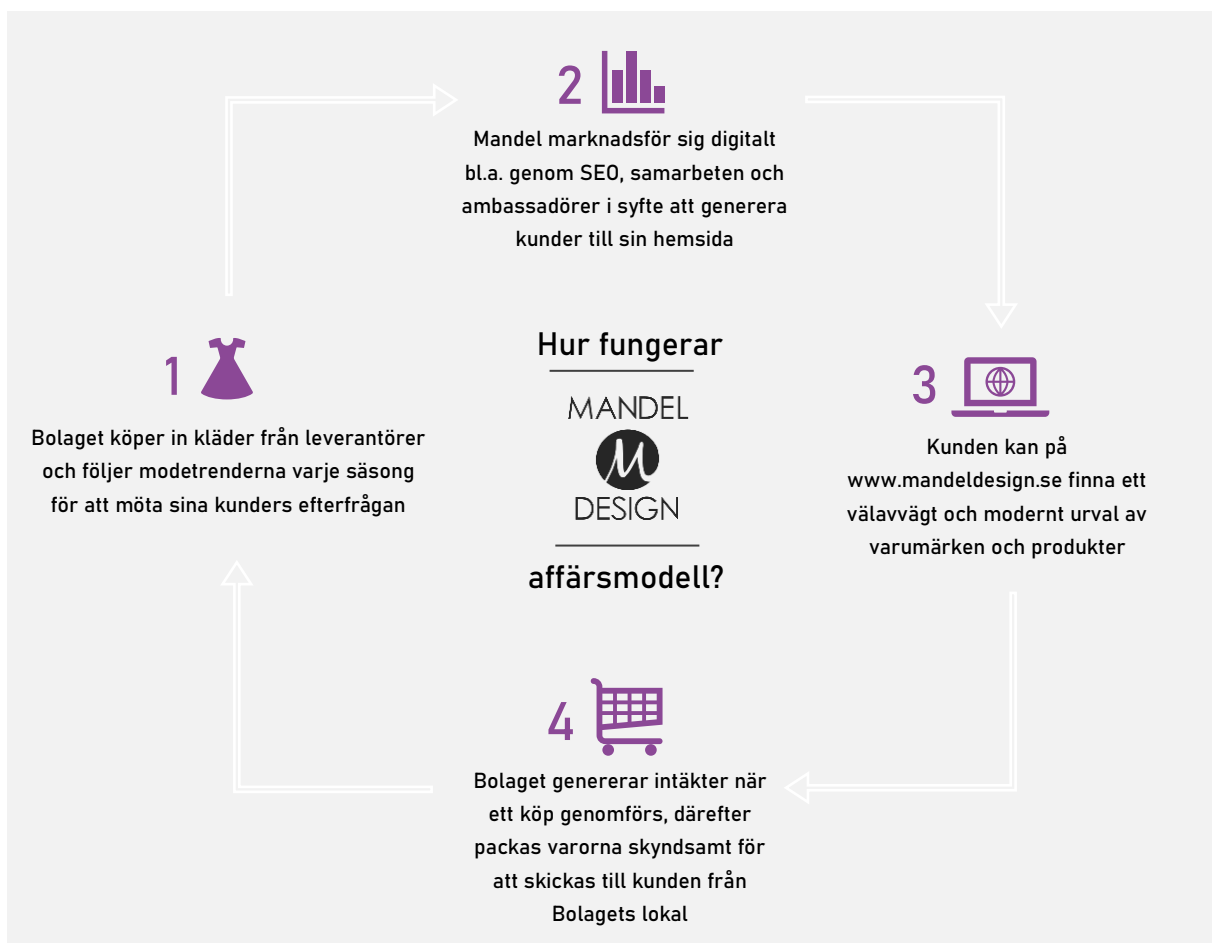 Hur fungerar
MANDEL
M
DESIGN
affärsmodell?
1
Bolaget köper in kläder från leverantörer
och följer modetrenderna varje säsong
för att möta sina kunders efterfrågan
2
Mandel marknadsför sig digitalt
bl.a. genom SEO, samarbeten och
ambassadörer i syfte att generera
kunder till sin hemsida
3
Kunden kan på
www.mandeldesign.se finna ett
välavvägt och modernt urval av
varumärken och produkter
4
Bolaget genererar intäkter när
ett köp genomförs, därefter
packas varorna skyndsamt för
att skickas till kunden från
Bolagets lokal